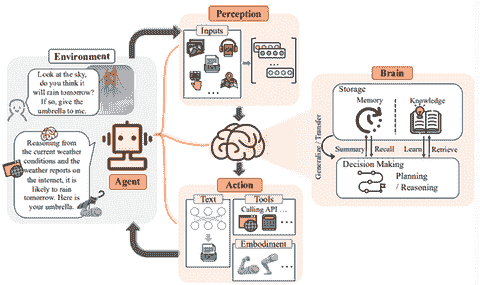 Perception
Inputs
Environment
Look at the sky,
do you think it
will rain tomorrow?
If so, give the
umbrella to me.
Reasoning from
the current weather
conditions and the
weather reports on
the internet, it is
likely to rain
tomorrow. Here is
your umbrella.
Agent
Action
Text
Tools
Calling API ...
Embodiment
Brain
Storage
Memory
Knowledge
Summary
Recall
Learn
Retrieve
Generalize / Transfer
Decision Making
Planning
/ Reasoning